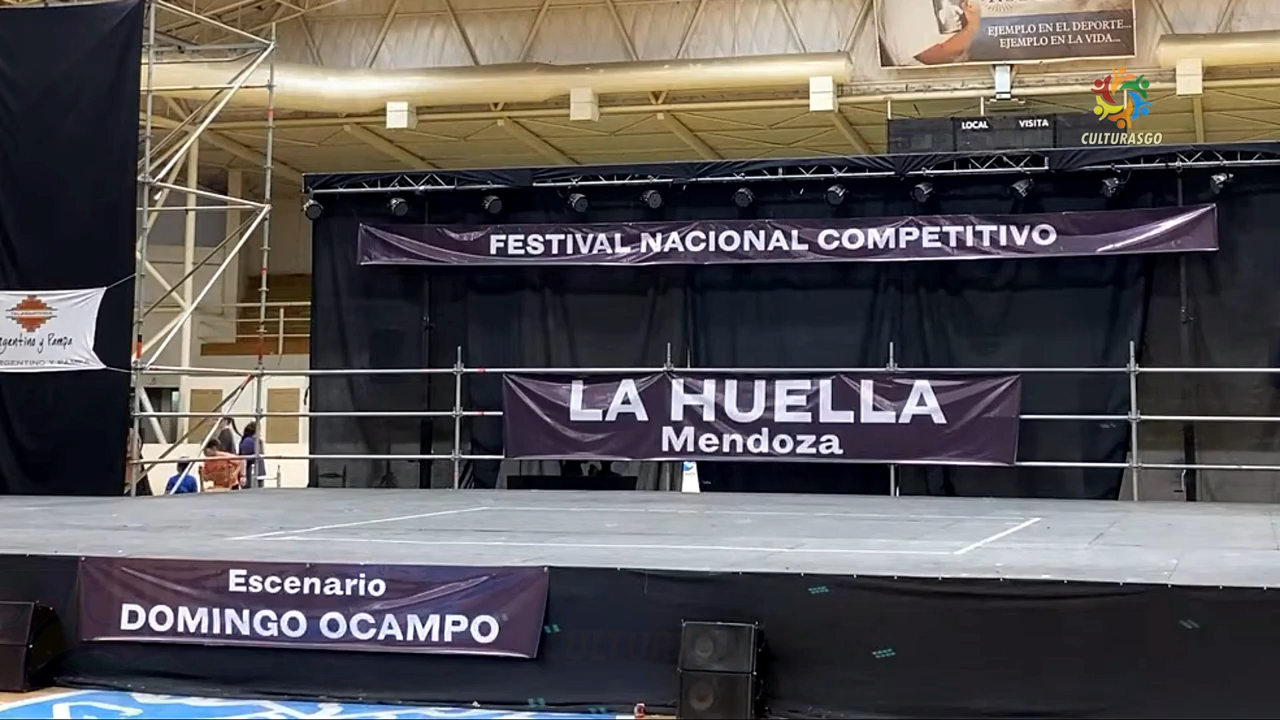 EJEMPLO EN EL DEPORTE...
EJEMPLO EN LA VIDA...
LOCAL VISITA
CULTURASGO
FESTIVAL NACIONAL COMPETITIVO
LA HUELLA
Mendoza
y Pampa
Escenario
DOMINGO OCAMPO